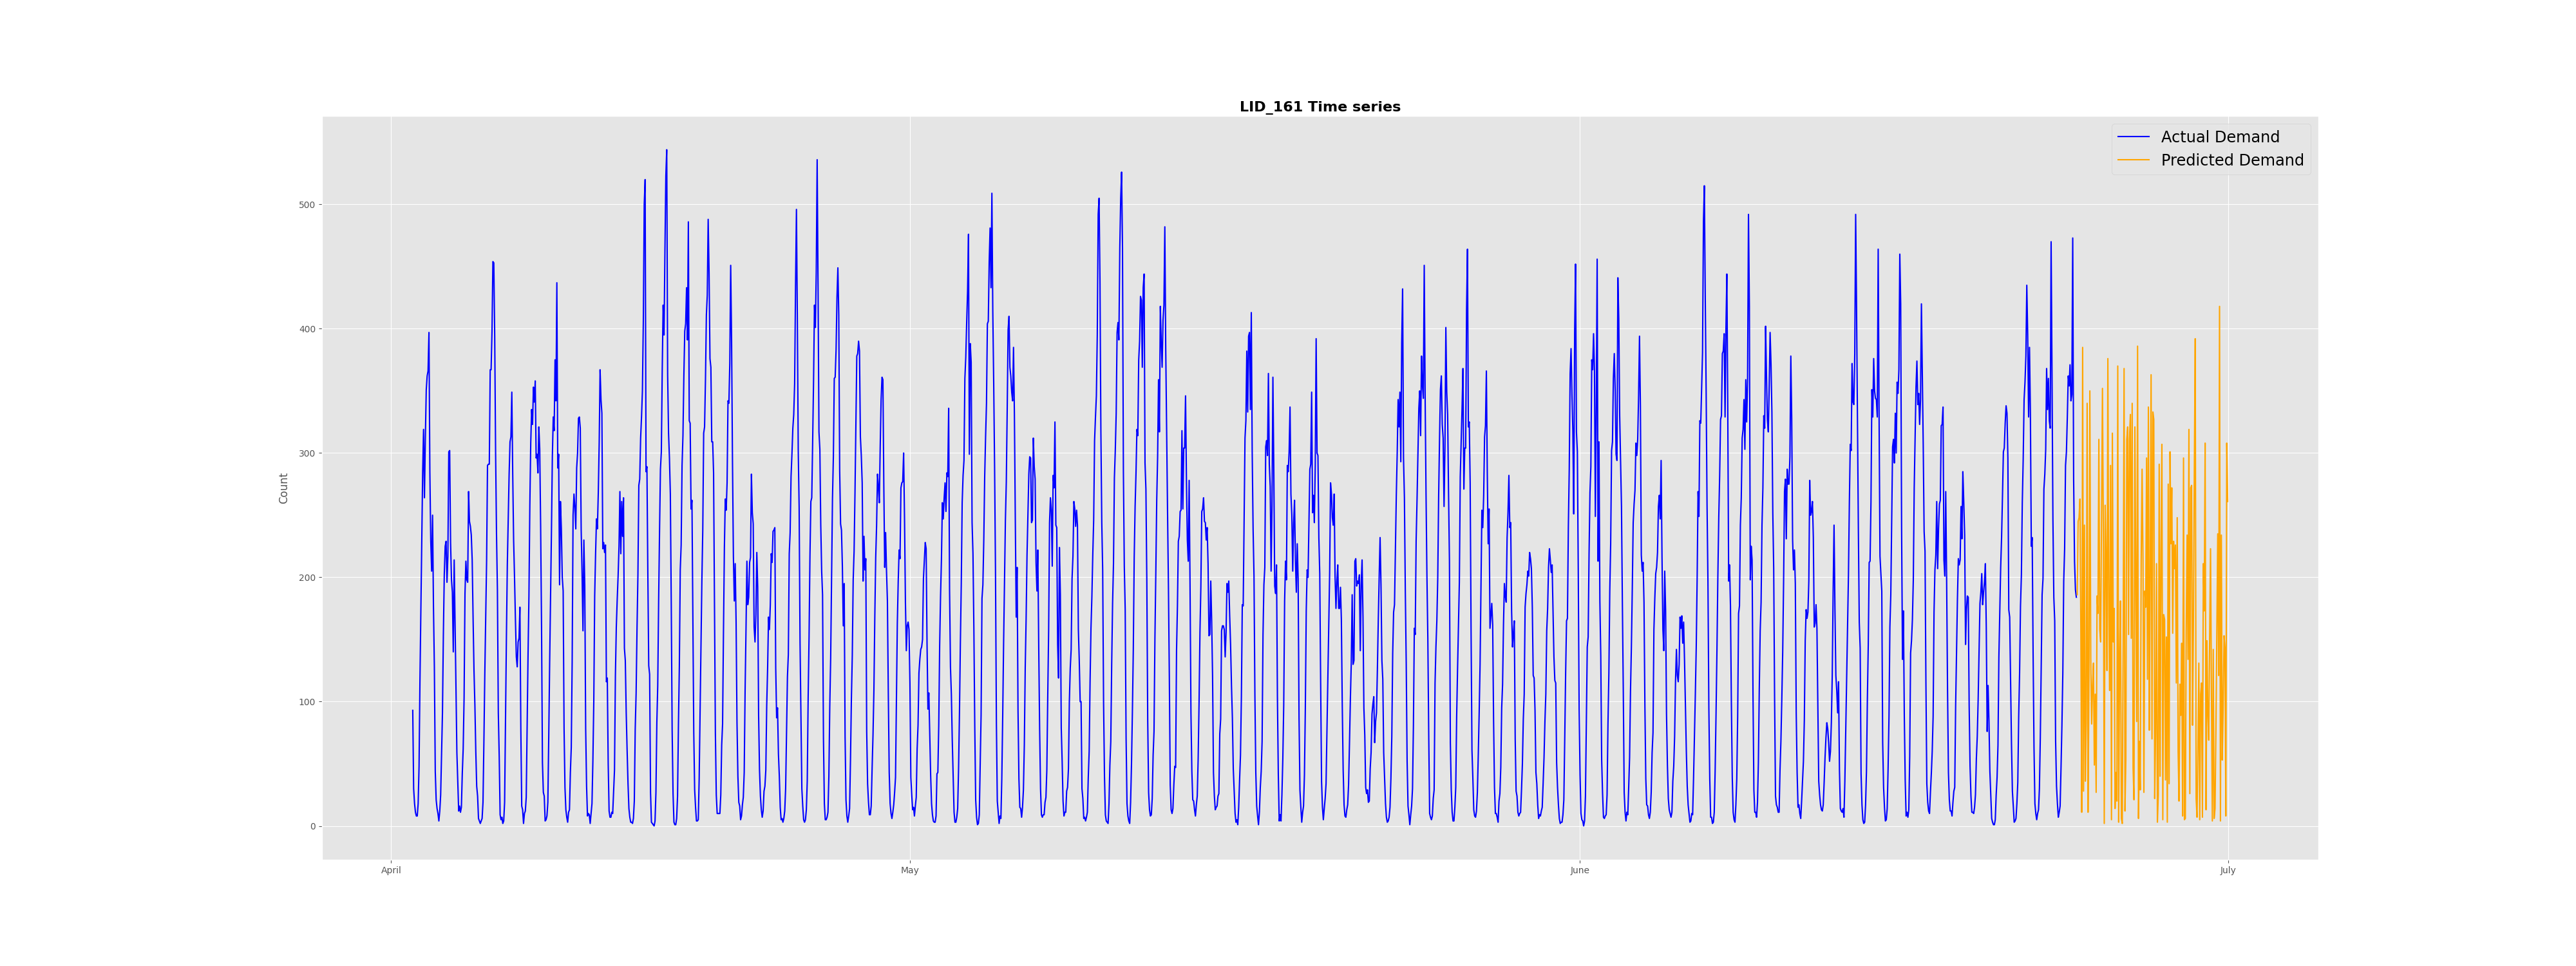 LID_161 Time series
Actual Demand
Predicted Demand
Count
500
400
300
200
100
0
April
May
June
July